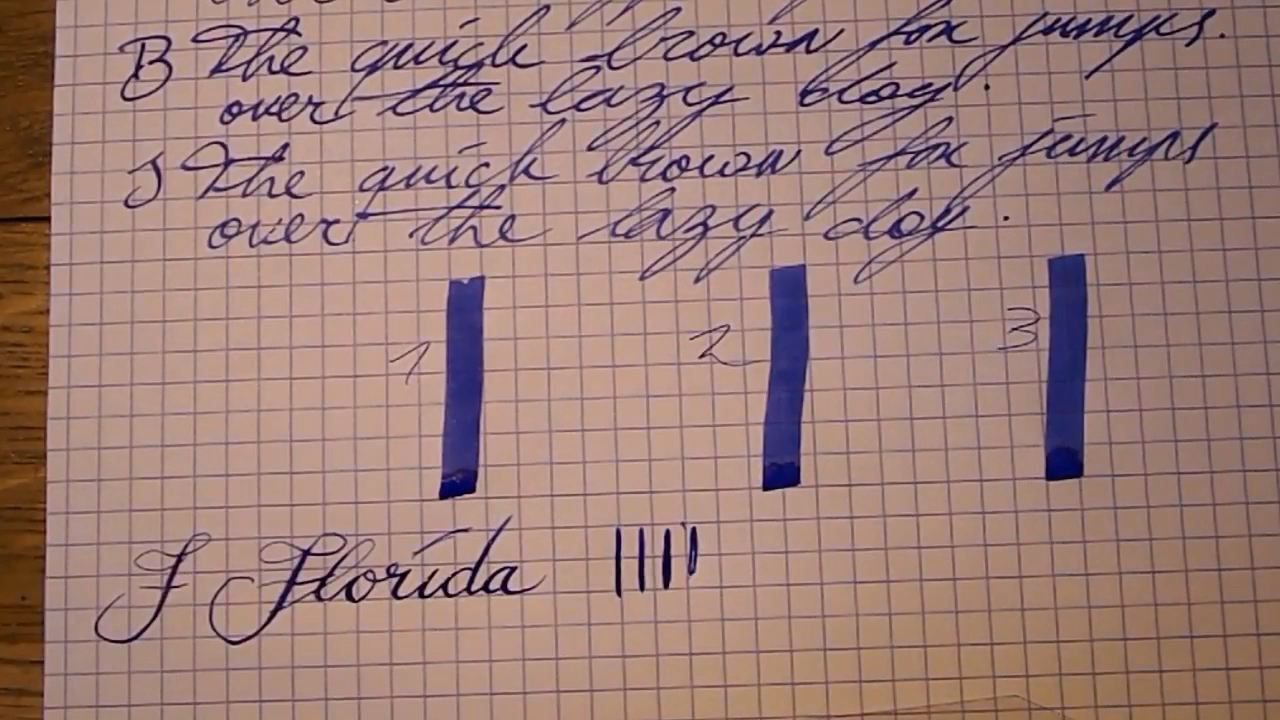 B The quick brown fox jumps.
over the lazy blog.
J The quick brown fox jumps
over the lazy dog.
1 2 3
F Florida